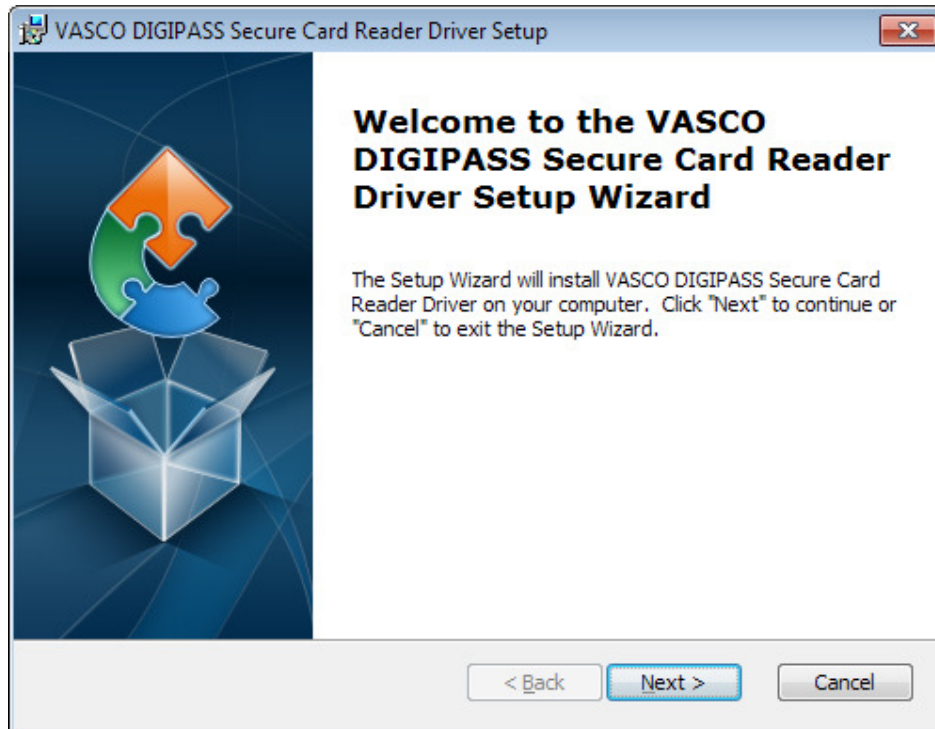 VASCO DIGIPASS Secure Card Reader Driver Setup
Welcome to the VASCO
DIGIPASS Secure Card Reader
Driver Setup Wizard
The Setup Wizard will install VASCO DIGIPASS Secure Card
Reader Driver on your computer. Click "Next" to continue or
"Cancel" to exit the Setup Wizard.
< Back Next > Cancel